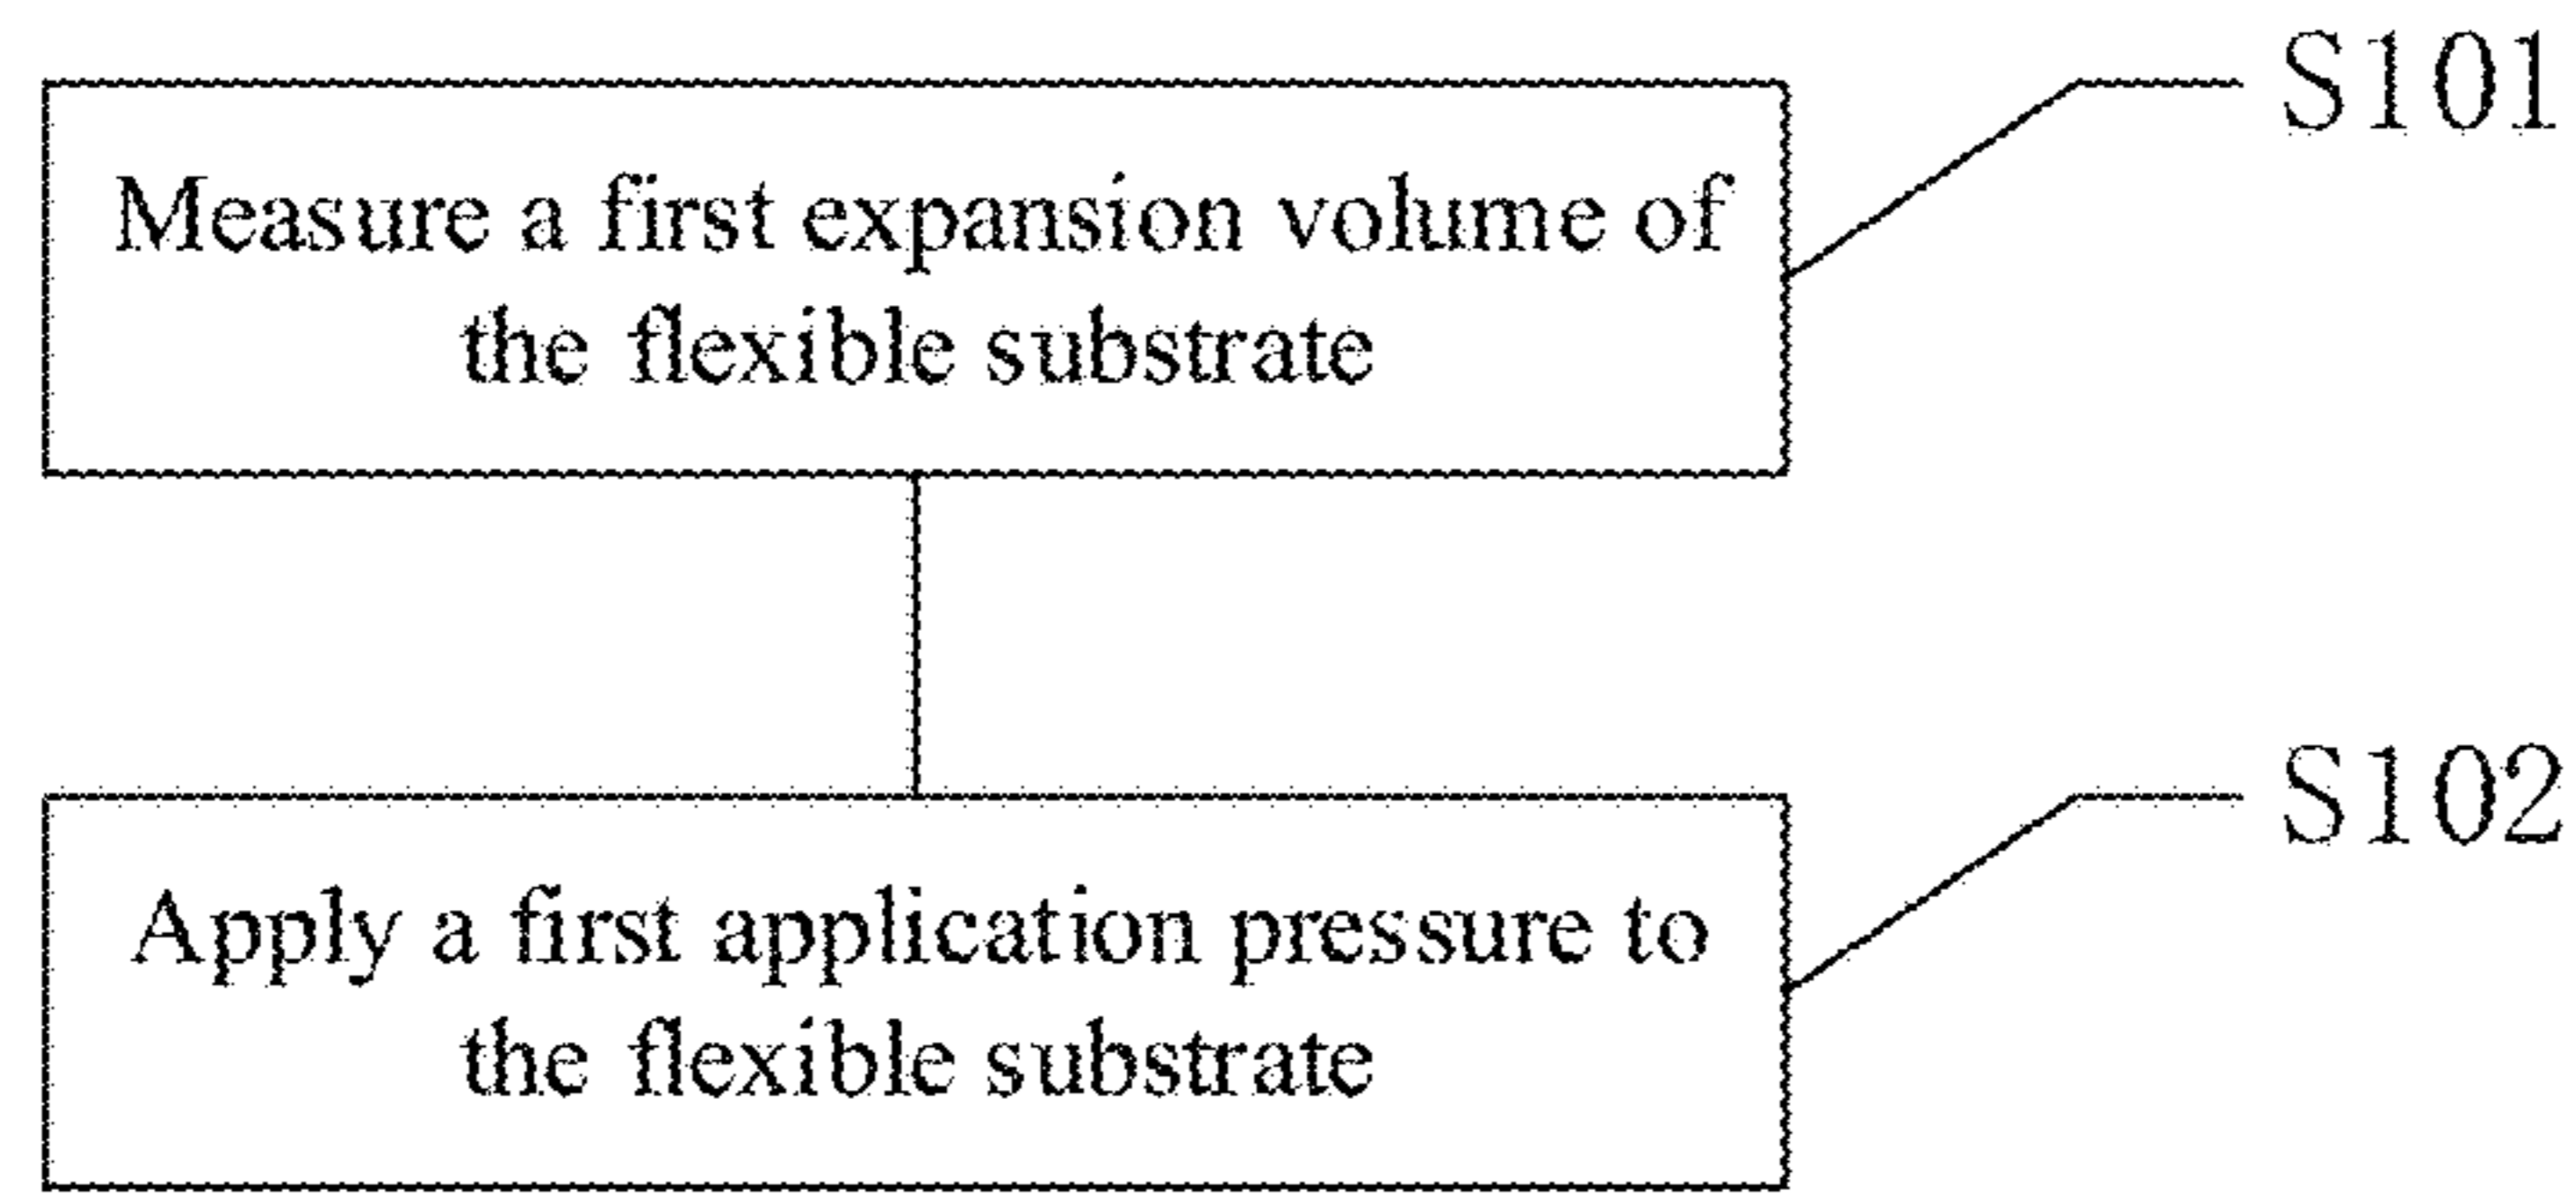 S101
Measure a first expansion volume of
the flexible substrate
S102
Apply a first application pressure to
the flexible substrate